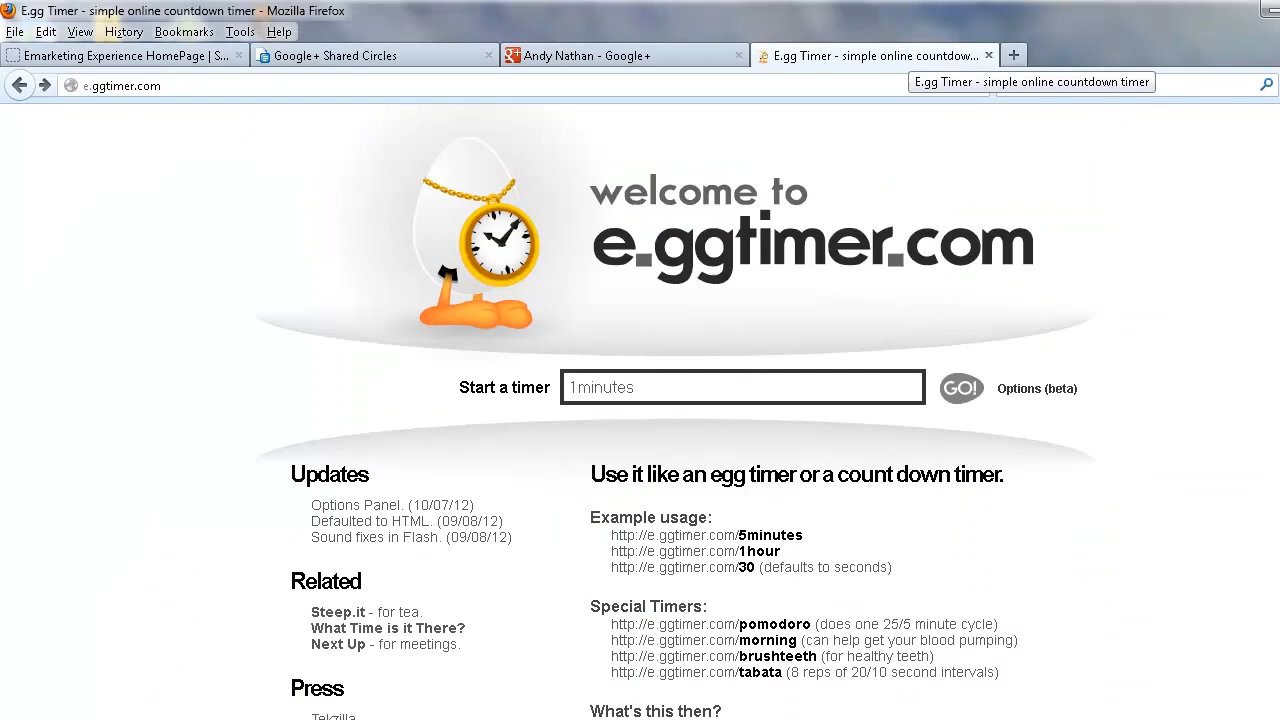 E.gg Timer - simple online countdown timer - Mozilla Firefox
File Edit View History Bookmarks Tools Help
Emarketing Experience HomePage | S... Google+ Shared Circles Andy Nathan - Google+ E.gg Timer - simple online countdow...
e.ggtimer.com
E.gg Timer - simple online countdown timer
welcome to
e.ggtimer.com
Start a timer 1minutes GO! Options (beta)
Updates
Options Panel. (10/07/12)
Defaulted to HTML. (09/08/12)
Sound fixes in Flash. (09/08/12)
Related
Steep.it - for tea.
What Time is it There?
Next Up - for meetings.
Press
Tekzilla
Use it like an egg timer or a count down timer.
Example usage:
http://e.ggtimer.com/5minutes
http://e.ggtimer.com/1hour
http://e.ggtimer.com/30 (defaults to seconds)
Special Timers:
http://e.ggtimer.com/pomodoro (does one 25/5 minute cycle)
http://e.ggtimer.com/morning (can help get your blood pumping)
http://e.ggtimer.com/brushteeth (for healthy teeth)
http://e.ggtimer.com/tabata (8 reps of 20/10 second intervals)
What's this then?